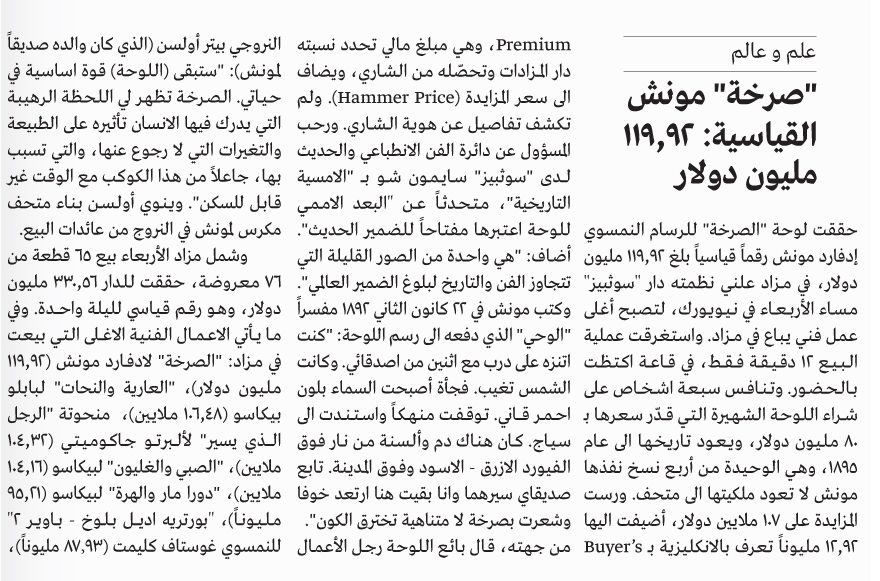 علم و عالم
"صرخة" مونش
القياسية: ١١٩,٩٢
مليون دولار
حققت لوحة "الصرخة" للرسام النمسوي
إدفارد مونش رقماً قياسياً بلغ ١١٩,٩٢ مليون
دولار، في مزاد علني نظمته دار "سوثبيز"
مساء الأربعاء في نيويورك، لتصبح أغلى
عمل فني يباع في مزاد. واستغرقت عملية
البيع ١٢ دقيقة فقط، في قاعة اكتظت
بالحضور. وتنافس سبعة اشخاص على
شراء اللوحة الشهيرة التي قدّر سعرها بـ
٨٠ مليون دولار، ويعود تاريخها الى عام
١٨٩٥، وهي الوحيدة من أربع نسخ نفذها
مونش لا تعود ملكيتها الى متحف. ورست
المزايدة على ١٠٧ ملايين دولار، أضيفت اليها
١٢,٩٢ مليوناً تعرف بالانكليزية بـ Buyer’s
Premium، وهي مبلغ مالي تحدد نسبته
دار المزادات وتحصّله من الشاري، ويضاف
الى سعر المزايدة (Hammer Price). ولم
تكشف تفاصيل عن هوية الشاري. ورحب
المسؤول عن دائرة الفن الانطباعي والحديث
لدى "سوثبيز" سايمون شو بـ "الامسية
التاريخية"، متحدثاً عن "البعد الاممي
للوحة اعتبرها مفتاحاً للضمير الحديث".
أضاف: "هي واحدة من الصور القليلة التي
تتجاوز الفن والتاريخ لبلوغ الضمير العالمي".
وكتب مونش في ٢٢ كانون الثاني ١٨٩٢ مفسراً
"الوحي" الذي دفعه الى رسم اللوحة: "كنت
اتنزه على درب مع اثنين من اصدقائي. وكانت
الشمس تغيب. فجأة أصبحت السماء بلون
احمر قاني. توقفت منهكاً واستندت الى
سياج. كان هناك دم وألسنة من نار فوق
الفيورد الازرق - الاسود وفوق المدينة. تابع
صديقاي سيرهما وانا بقيت هنا ارتعد خوفا
وشعرت بصرخة لا متناهية تخترق الكون".
من جهته، قال بائع اللوحة رجل الأعمال
النروجي بيتر أولسن (الذي كان والده صديقاً
لمونش): "ستبقى (اللوحة) قوة اساسية في
حياتي. الصرخة تظهر لي اللحظة الرهيبة
التي يدرك فيها الانسان تأثيره على الطبيعة
والتغيرات التي لا رجوع عنها، والتي تسبب
بها، جاعلاً من هذا الكوكب مع الوقت غير
قابل للسكن". وينوي أولسن بناء متحف
مكرس لمونش في النروج من عائدات البيع.
وشمل مزاد الأربعاء بيع ٦٥ قطعة من
٧٦ معروضة، حققت للدار ٣٣٠,٥٦ مليون
دولار، وهو رقم قياسي لليلة واحدة. وفي
ما يأتي الاعمال الفنية الاغلى التي بيعت
في مزاد: "الصرخة" لادفارد مونش (١١٩,٩٢
مليون دولار)، "العارية والنحات" لبابلو
بيكاسو (١٠٦,٤٨ ملايين)، منحوتة "الرجل
الذي يسير" لألبرتو جاكوميتي (١٠٤,٣٢
ملايين)، "الصبي والغليون" لبيكاسو (١٠٤,١٦
ملايين)، "دورا مار والهرة" لبيكاسو (٩٥,٢١
مليوناً)، "بورتريه اديل بلوخ - باوير ٢"
للنمسوي غوستاف كليمت (٨٧,٩٣ مليوناً)،